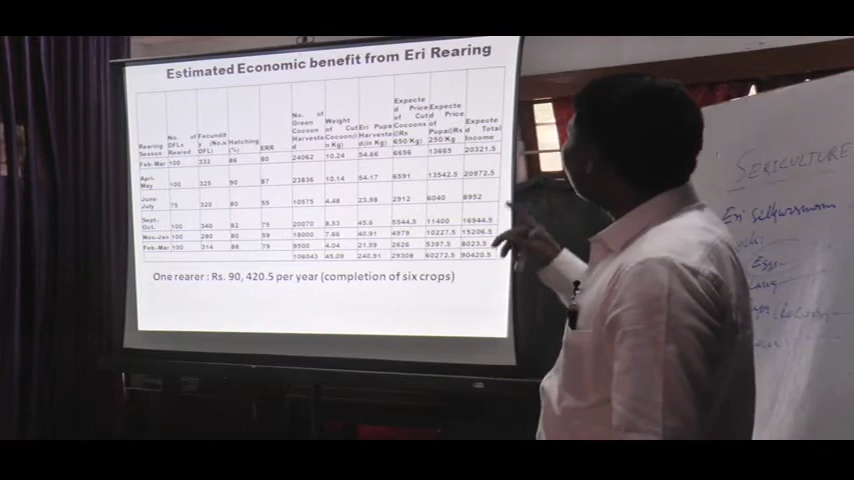 Estimated Economic benefit from Eri Rearing
Rearing Season No. of DFLs Reared Fecundity (No.s/DFL) Hatching (%) ERR No. of Green Cocoon Harvested Weight of Cut Cocoon(in Kg) Eri Pupa Harvested(in Kg) Expected Price of Cut Cocoons(Rs 650/Kg) Expected Price of Pupa(Rs 250 Kg Expected Total Income
Feb-Mar 100 332 86 80 24062 10.24 54.66 6656 13665 20321.5
April-May 100 325 90 87 23836 10.14 54.17 6591 13542.5 20972.5
June-July 75 320 80 55 10575 4.48 23.98 2912 6040 8952
Sept.-Oct. 100 340 82 75 20070 8.53 45.6 5544.5 11400 16944.5
Nov-Jan 100 280 80 59 18000 7.66 40.91 4979 10227.5 15206.5
Feb-Mar 100 314 88 79 9500 4.04 21.59 2626 5397.5 8023.5
106043 45.09 240.91 29308 60272.5 90420.5
One rearer : Rs. 90, 420.5 per year (completion of six crops)
SERICULTURE
Eri silkworm
Egg